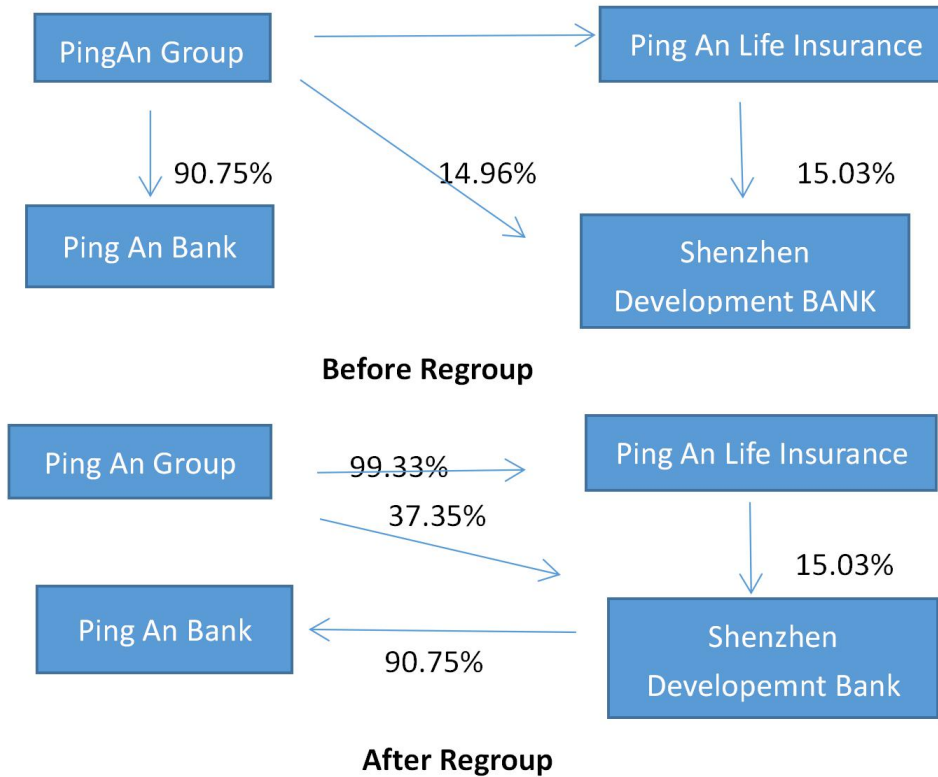 PingAn Group
Ping An Life Insurance
90.75%
14.96%
15.03%
Ping An Bank
Shenzhen
Development BANK
Before Regroup
Ping An Group
99.33%
Ping An Life Insurance
37.35%
15.03%
Ping An Bank
90.75%
Shenzhen
Developemnt Bank
After Regroup